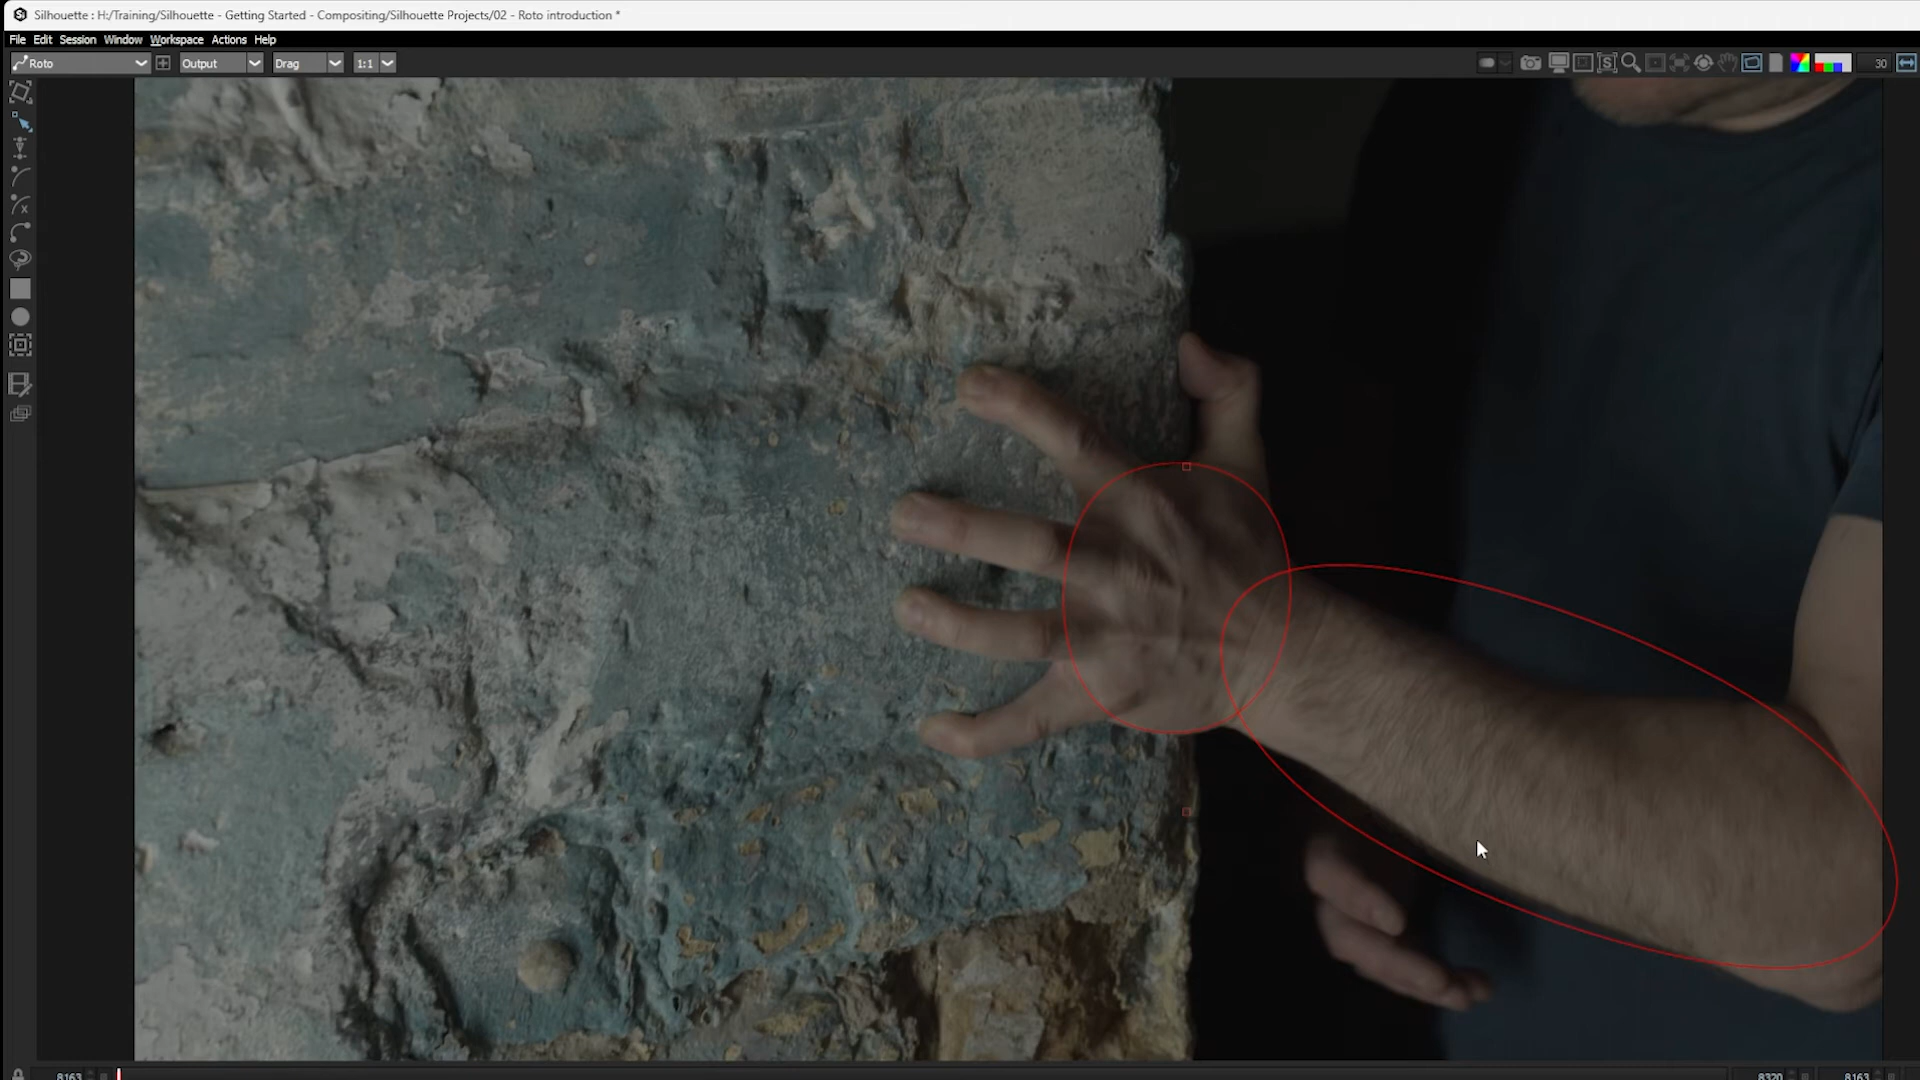 Silhouette : H:/Training/Silhouette - Getting Started - Compositing/Silhouette Projects/02 - Roto introduction *
File Edit Session Window Workspace Actions Help
Roto Output Drag 1:1 30
8163 8320 8163